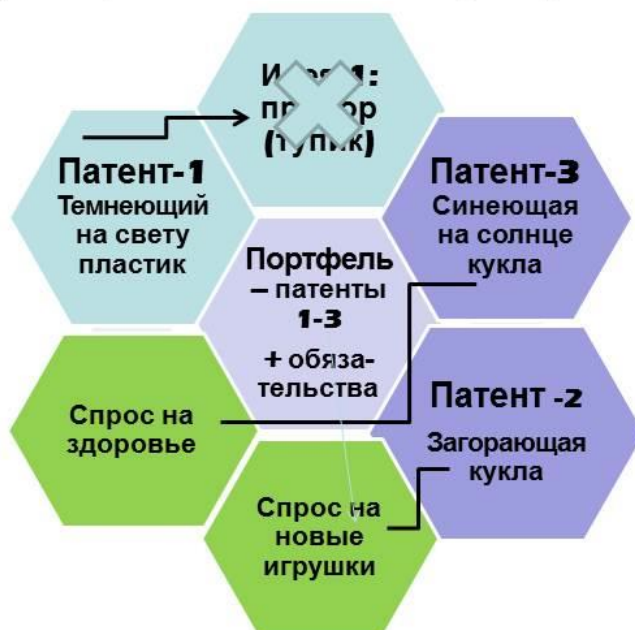 (тупик)
Патент-1
Темнеющий
на свету
пластик
Патент-3
Синеющая
на солнце
кукла
Портфель
– патенты
1-3
+ обяза-
тельства
Спрос на
здоровье
Патент -2
Загорающая
кукла
Спрос на
новые
игрушки